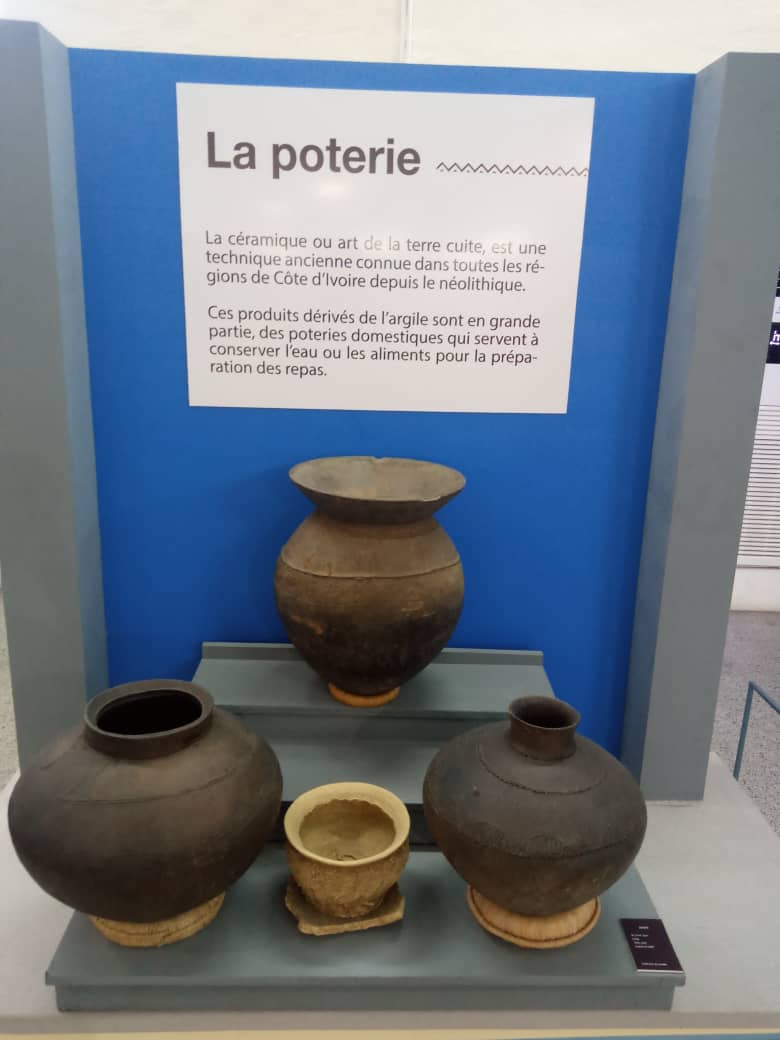 La poterie
La céramique ou art de la terre cuite, est une
technique ancienne connue dans toutes les ré-
gions de Côte d'Ivoire depuis le néolithique.
Ces produits dérivés de l'argile sont en grande
partie, des poteries domestiques qui servent à
conserver l'eau ou les aliments pour la prépa-
ration des repas.